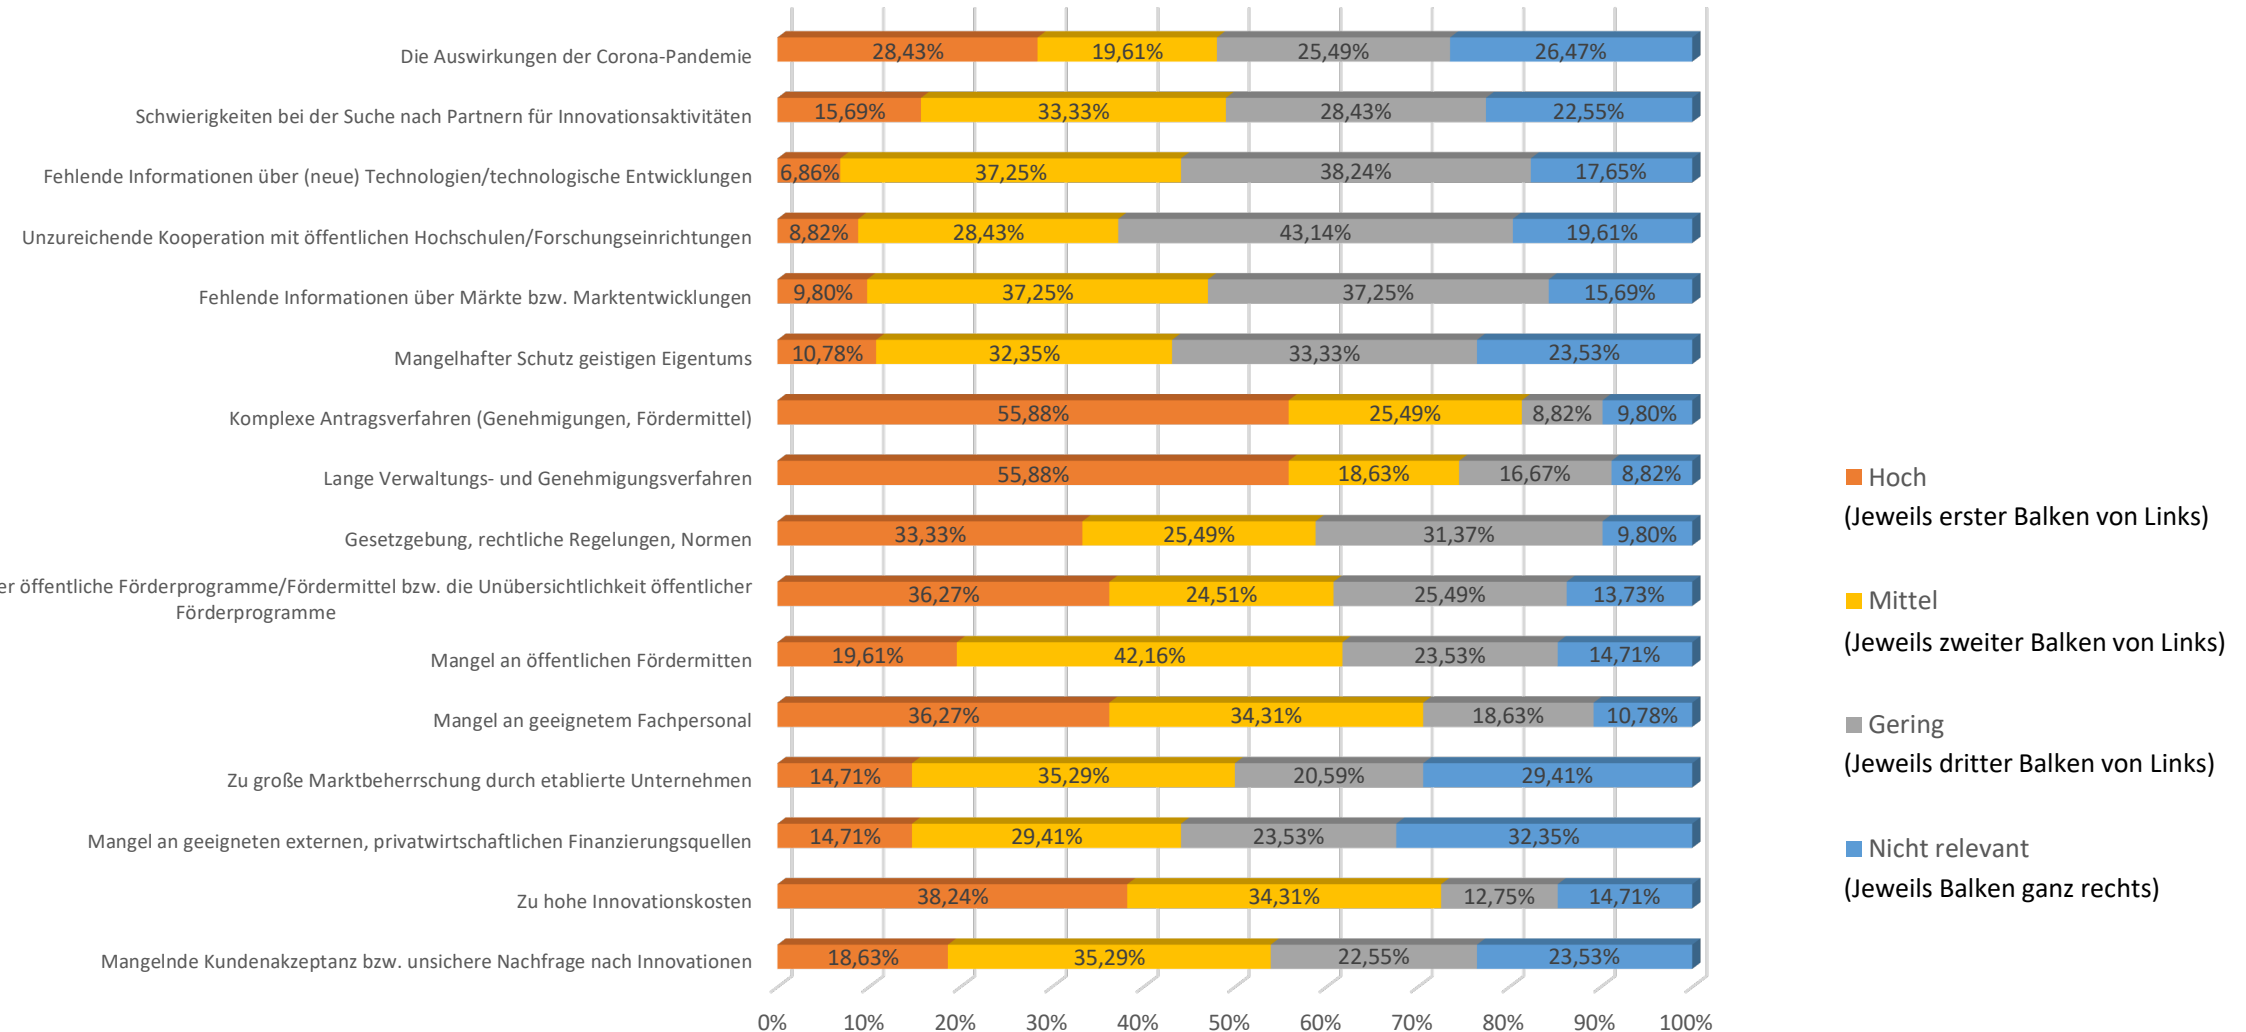 Die Auswirkungen der Corona-Pandemie 28,43% 19,61% 25,49% 26,47%
Schwierigkeiten bei der Suche nach Partnern für Innovationsaktivitäten 15,69% 33,33% 28,43% 22,55%
Fehlende Informationen über (neue) Technologien/technologische Entwicklungen 6,86% 37,25% 38,24% 17,65%
Unzureichende Kooperation mit öffentlichen Hochschulen/Forschungseinrichtungen 8,82% 28,43% 43,14% 19,61%
Fehlende Informationen über Märkte bzw. Marktentwicklungen 9,80% 37,25% 37,25% 15,69%
Mangelhafter Schutz geistigen Eigentums 10,78% 32,35% 33,33% 23,53%
Komplexe Antragsverfahren (Genehmigungen, Fördermittel) 55,88% 25,49% 8,82% 9,80%
Lange Verwaltungs- und Genehmigungsverfahren 55,88% 18,63% 16,67% 8,82%
Gesetzgebung, rechtliche Regelungen, Normen 33,33% 25,49% 31,37% 9,80%
öffentliche Förderprogramme/Fördermittel bzw. die Unübersichtlichkeit öffentlicher
Förderprogramme 36,27% 24,51% 25,49% 13,73%
Mangel an öffentlichen Fördermitten 19,61% 42,16% 23,53% 14,71%
Mangel an geeignetem Fachpersonal 36,27% 34,31% 18,63% 10,78%
Zu große Marktbeherrschung durch etablierte Unternehmen 14,71% 35,29% 20,59% 29,41%
Mangel an geeigneten externen, privatwirtschaftlichen Finanzierungsquellen 14,71% 29,41% 23,53% 32,35%
Zu hohe Innovationskosten 38,24% 34,31% 12,75% 14,71%
Mangelnde Kundenakzeptanz bzw. unsichere Nachfrage nach Innovationen 18,63% 35,29% 22,55% 23,53%
0% 10% 20% 30% 40% 50% 60% 70% 80% 90% 100%
Hoch
(Jeweils erster Balken von Links)
Mittel
(Jeweils zweiter Balken von Links)
Gering
(Jeweils dritter Balken von Links)
Nicht relevant
(Jeweils Balken ganz rechts)